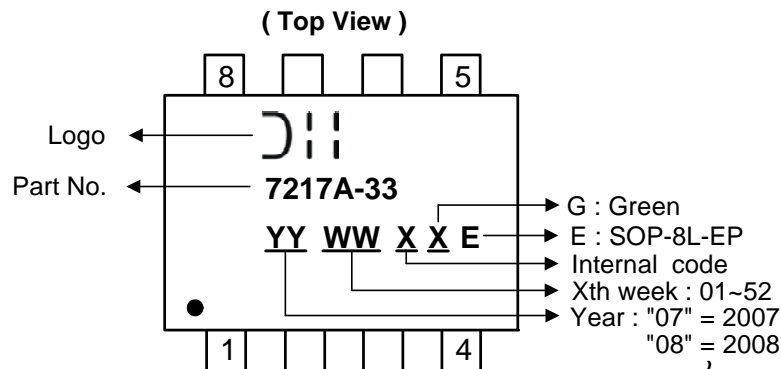 ( Top View )
8 5
Logo
Part No.
7217A-33
YY WW X X E
G : Green
E : SOP-8L-EP
Internal code
Xth week : 01~52
Year : "07" = 2007
"08" = 2008
1 4